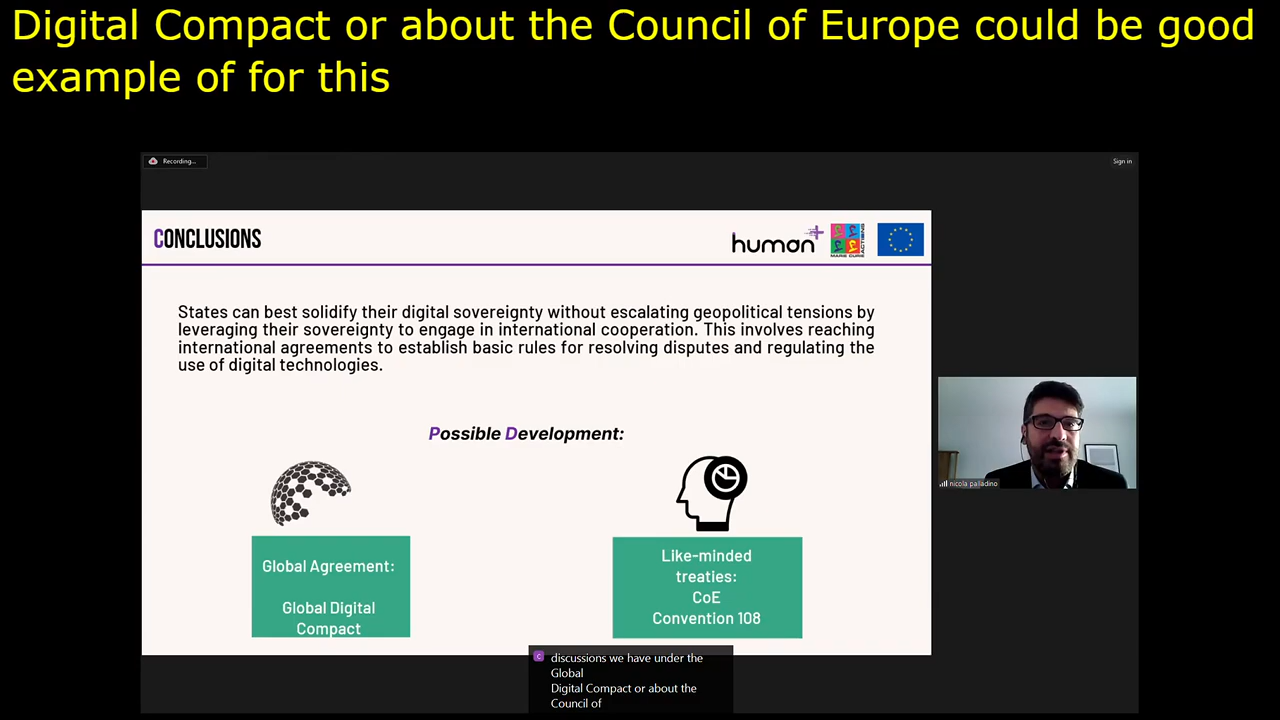 Digital Compact or about the Council of Europe could be good
example of for this
Recording...
Sign in
CONCLUSIONS
human+
MARIE CURIE ACTIONS
States can best solidify their digital sovereignty without escalating geopolitical tensions by
leveraging their sovereignty to engage in international cooperation. This involves reaching
international agreements to establish basic rules for resolving disputes and regulating the
use of digital technologies.
Possible Development:
Global Agreement:
Global Digital
Compact
Like-minded
treaties:
CoE
Convention 108
nicola palladino
C
discussions we have under the
Global
Digital Compact or about the
Council of